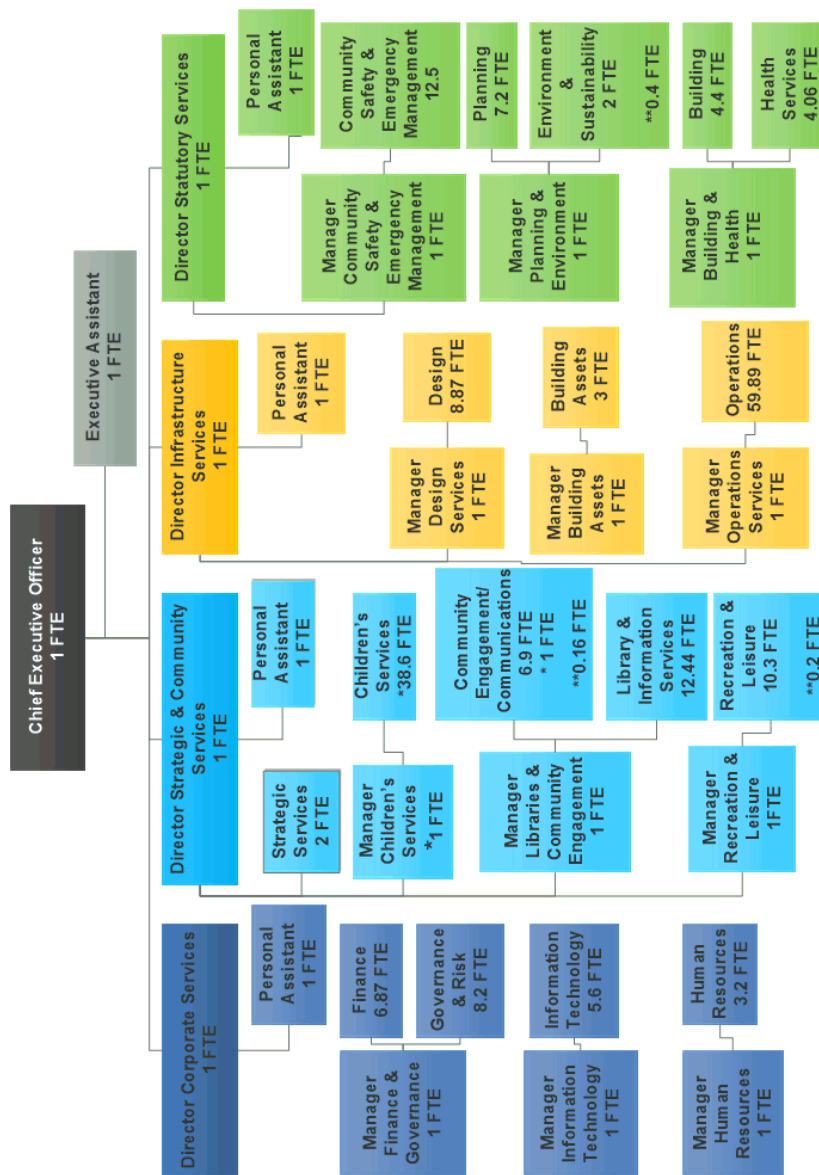 Chief Executive Officer
1 FTE
Executive Assistant
1 FTE
Director Corporate Services
1 FTE
Personal
Assistant
1 FTE
Manager
Finance &
Governance
1 FTE
Finance
6.87 FTE
Governance
& Risk
8.2 FTE
Manager
Information
Technology
1 FTE
Information
Technology
5.6 FTE
Manager
Human
Resources
1 FTE
Human
Resources
3.2 FTE
Director Strategic & Community
Services
1 FTE
Personal
Assistant
1 FTE
Strategic
Services
2 FTE
Manager
Children's
Services
*1 FTE
Children's
Services
*38.6 FTE
Manager
Libraries &
Community
Engagement
1 FTE
Community
Engagement/
Communications
6.9 FTE
* 1 FTE
**0.16 FTE
Library &
Information
Services
12.44 FTE
Manager
Recreation &
Leisure
1FTE
Recreation &
Leisure
10.3 FTE
**0.2 FTE
Director Infrastructure
Services
1 FTE
Personal
Assistant
1 FTE
Manager
Design
Services
1 FTE
Design
8.87 FTE
Manager
Building
Assets
1 FTE
Building
Assets
3 FTE
Manager
Operations
Services
1 FTE
Operations
59.89 FTE
Director Statutory Services
1 FTE
Personal
Assistant
1 FTE
Manager
Community
Safety &
Emergency
Management
1 FTE
Community
Safety &
Emergency
Management
12.5
Manager
Planning &
Environment
1 FTE
Planning
7.2 FTE
Environment
&
Sustainability
2 FTE
**0.4 FTE
Manager
Building &
Health
1 FTE
Building
4.4 FTE
Health
Services
4.06 FTE